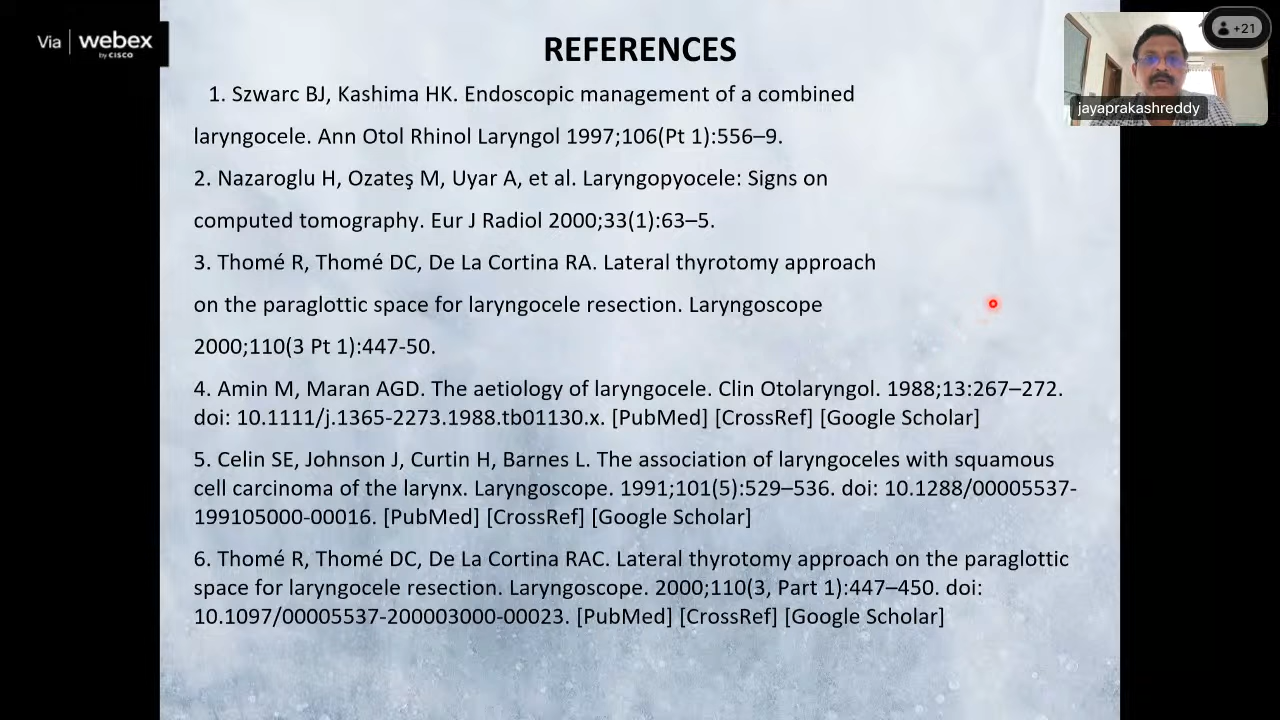 Via webex
by CISCO
+21
jayaprakashreddy
REFERENCES
1. Szwarc BJ, Kashima HK. Endoscopic management of a combined
laryngocele. Ann Otol Rhinol Laryngol 1997;106(Pt 1):556–9.
2. Nazaroglu H, Ozateş M, Uyar A, et al. Laryngopyocele: Signs on
computed tomography. Eur J Radiol 2000;33(1):63–5.
3. Thomé R, Thomé DC, De La Cortina RA. Lateral thyrotomy approach
on the paraglottic space for laryngocele resection. Laryngoscope
2000;110(3 Pt 1):447-50.
4. Amin M, Maran AGD. The aetiology of laryngocele. Clin Otolaryngol. 1988;13:267–272.
doi: 10.1111/j.1365-2273.1988.tb01130.x. [PubMed] [CrossRef] [Google Scholar]
5. Celin SE, Johnson J, Curtin H, Barnes L. The association of laryngoceles with squamous
cell carcinoma of the larynx. Laryngoscope. 1991;101(5):529–536. doi: 10.1288/00005537-
199105000-00016. [PubMed] [CrossRef] [Google Scholar]
6. Thomé R, Thomé DC, De La Cortina RAC. Lateral thyrotomy approach on the paraglottic
space for laryngocele resection. Laryngoscope. 2000;110(3, Part 1):447–450. doi:
10.1097/00005537-200003000-00023. [PubMed] [CrossRef] [Google Scholar]